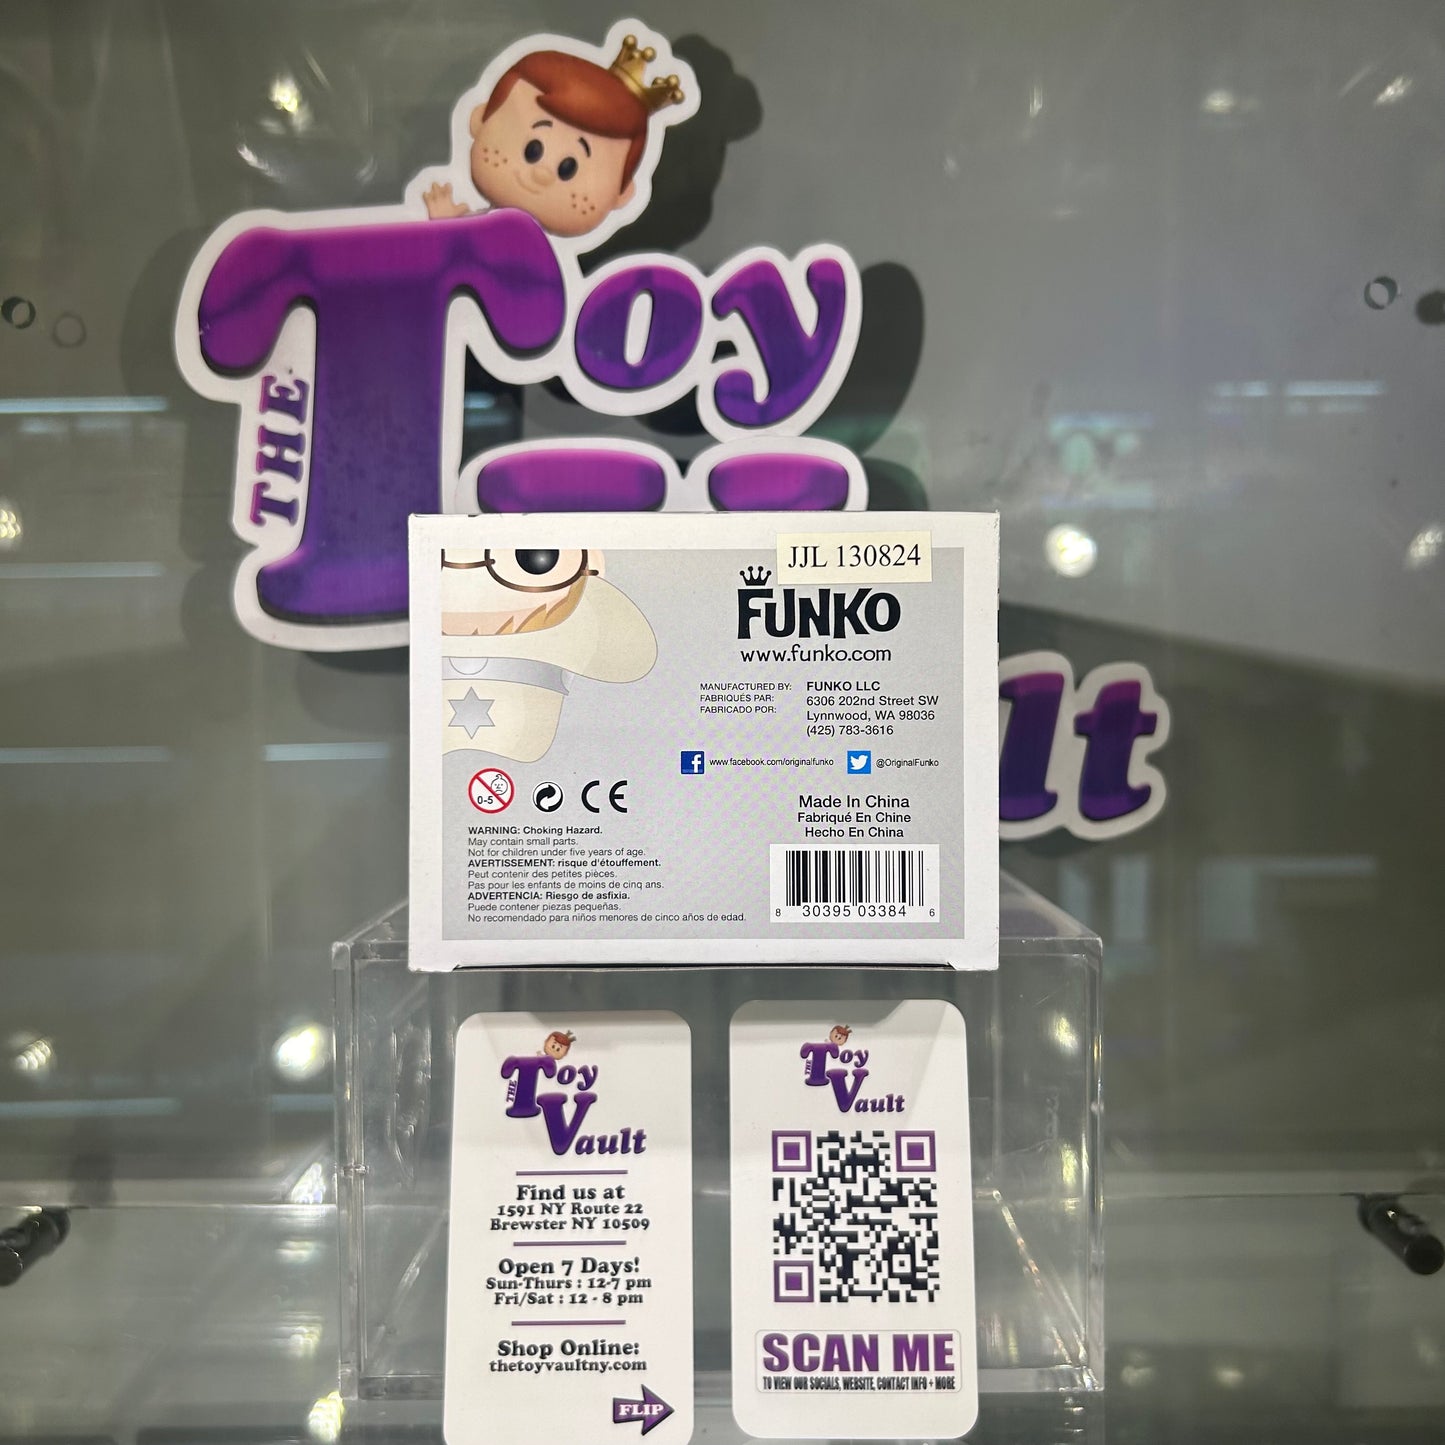 THE Toy
lt
JJL 130824
FUNKO
www.funko.com
MANUFACTURED BY: FUNKO LLC
FABRIQUÉS PAR: 6306 202nd Street SW
FABRICADO POR: Lynnwood, WA 98036
(425) 783-3616
f www.facebook.com/originalfunko @OriginalFunko
0-5 CE
Made In China
Fabriqué En Chine
Hecho En China
WARNING: Choking Hazard.
May contain small parts.
Not for children under five years of age.
AVERTISSEMENT: risque d'étouffement.
Peut contenir des petites pièces.
Pas pour les enfants de moins de cinq ans.
ADVERTENCIA: Riesgo de asfixia.
Puede contener piezas pequeñas.
No recomendado para niños menores de cinco años de edad.
8 30395 03384 6
THE Toy
Vault
Find us at
1591 NY Route 22
Brewster NY 10509
Open 7 Days!
Sun-Thurs : 12-7 pm
Fri/Sat : 12 - 8 pm
Shop Online:
thetoyvaultny.com
FLIP
THE Toy
Vault
SCAN ME
TO VIEW OUR SOCIALS, WEBSITE, CONTACT INFO + MORE